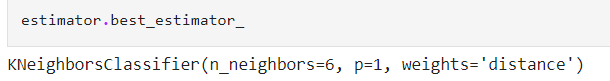 estimator.best_estimator_
KNeighborsClassifier(n_neighbors=6, p=1, weights='distance')